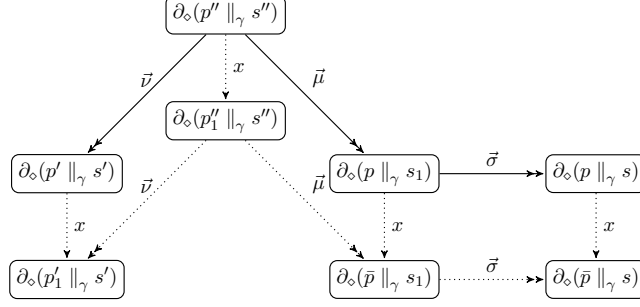 ∂⋄(p′′ ∥γ s′′)
ν⃗ x μ⃗
∂⋄(p′′₁ ∥γ s′′)
∂⋄(p′ ∥γ s′) ∂⋄(p ∥γ s₁) σ⃗ ∂⋄(p ∥γ s)
x ν⃗ μ⃗ x x
∂⋄(p′₁ ∥γ s′) ∂⋄(p̄ ∥γ s₁) σ⃗ ∂⋄(p̄ ∥γ s)